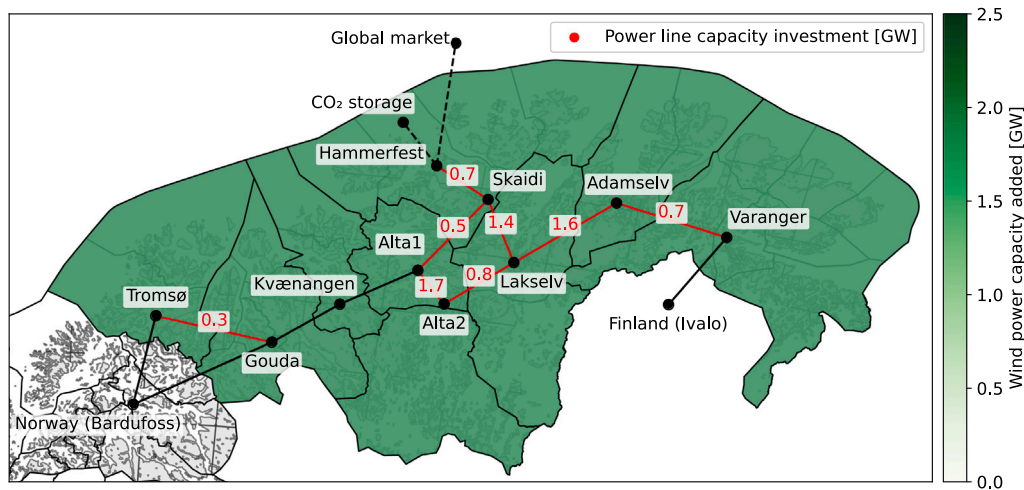 Global market
Power line capacity investment [GW]
CO₂ storage
Hammerfest
0.7
Skaidi
Adamselv
0.5
1.4
1.6
0.7
Varanger
Alta1
Kvænangen
1.7
0.8
Lakselv
Tromsø
0.3
Alta2
Finland (Ivalo)
Gouda
Norway (Bardufoss)
2.5
2.0
1.5
1.0
0.5
0.0
Wind power capacity added [GW]